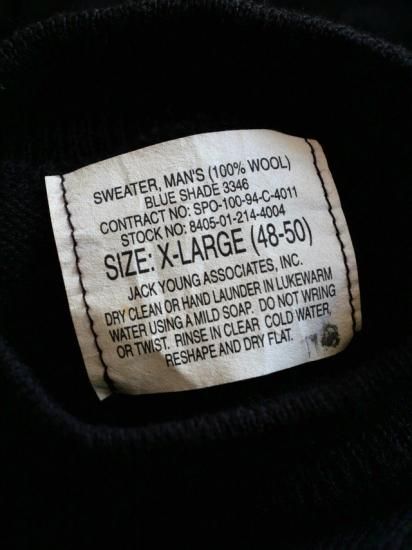 SWEATER, MAN'S (100% WOOL)
BLUE SHADE 3346
CONTRACT NO: SPO-100-94-C-4011
STOCK NO: 8405-01-214-4004
SIZE: X-LARGE (48-50)
JACK YOUNG ASSOCIATES, INC.
DRY CLEAN OR HAND LAUNDER IN LUKEWARM
WATER USING A MILD SOAP. DO NOT WRING
OR TWIST. RINSE IN CLEAR COLD WATER,
RESHAPE AND DRY FLAT.